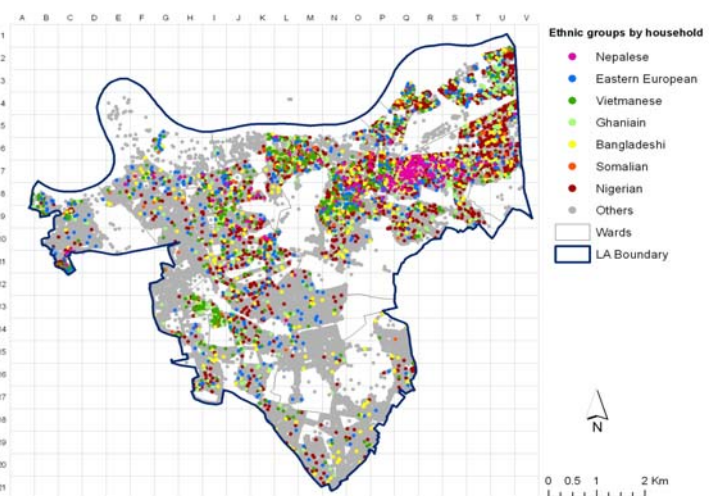 A B C D E F G H I J K L M N O P Q R S T U V
1
2
3
4
5
6
7
8
9
10
11
12
13
14
15
16
17
18
19
20
21
Ethnic groups by household
Nepalese
Eastern European
Vietmanese
Ghaniain
Bangladeshi
Somalian
Nigerian
Others
Wards
LA Boundary
N
0 0.5 1 2 Km